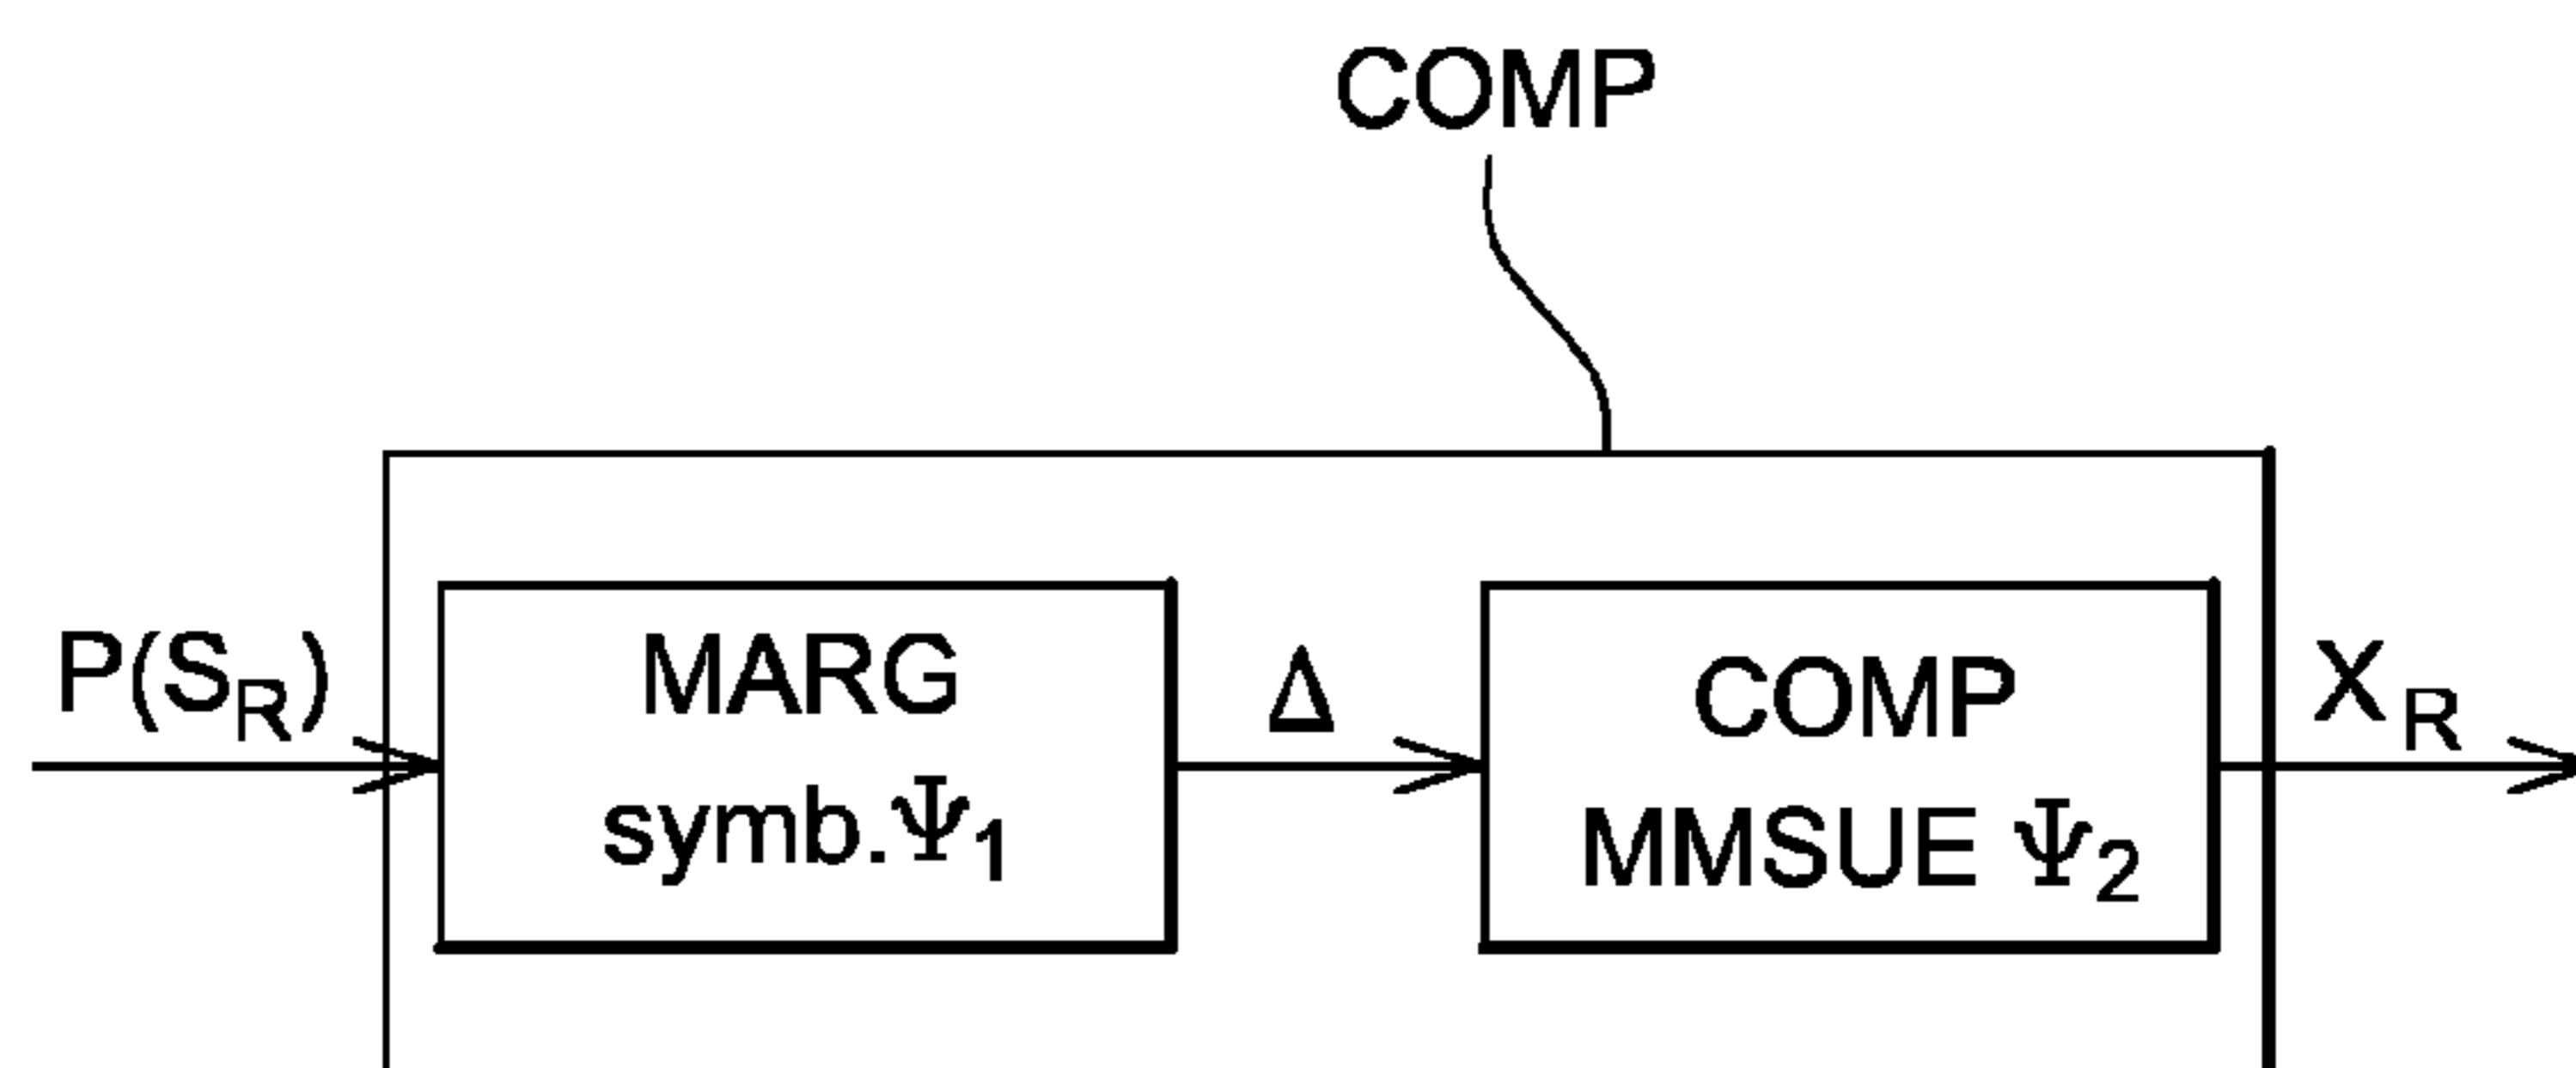 COMP
P(S_R)
MARG
symb.Ψ1
Δ
COMP
MMSUE Ψ2
X_R